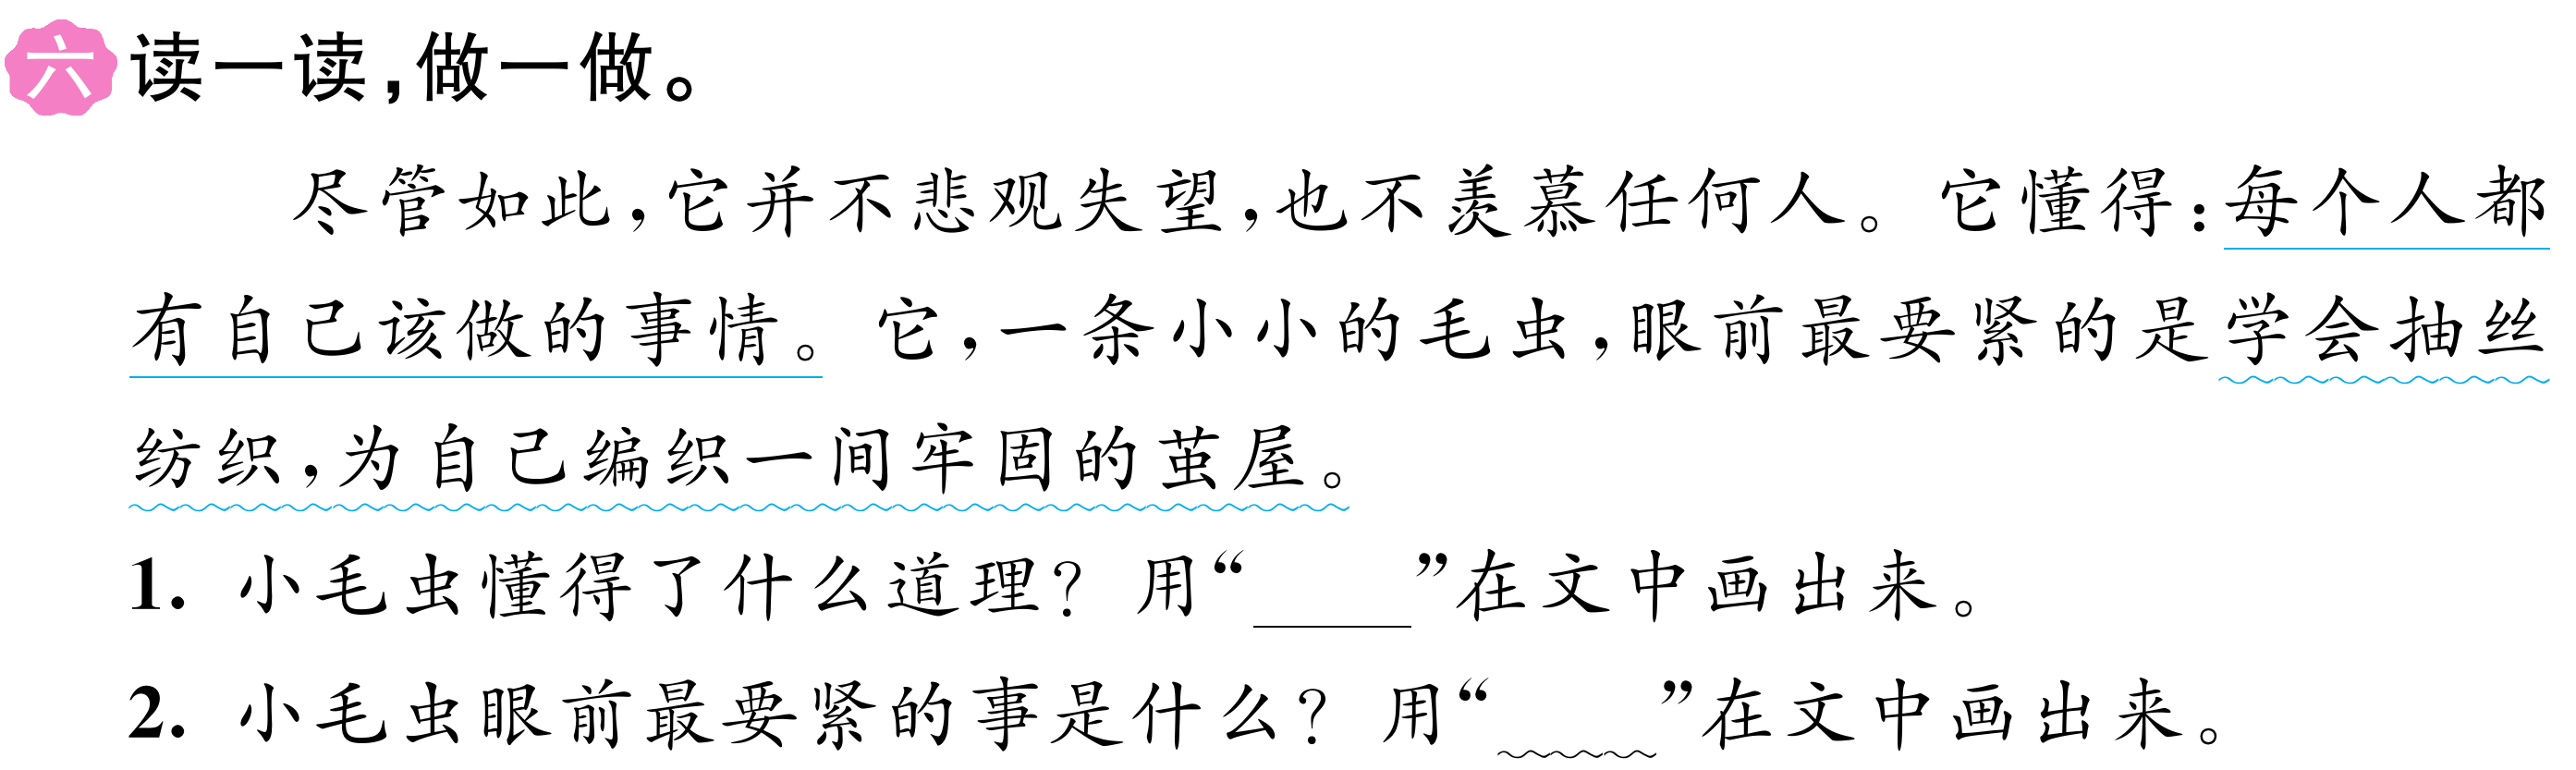 六 读一读,做一做。
尽管如此,它并不悲观失望,也不羡慕任何人。它懂得:每个人都
有自己该做的事情。它,一条小小的毛虫,眼前最要紧的是学会抽丝
纺织,为自己编织一间牢固的茧屋。
1. 小毛虫懂得了什么道理?用“______”在文中画出来。
2. 小毛虫眼前最要紧的事是什么?用“﹏﹏﹏”在文中画出来。